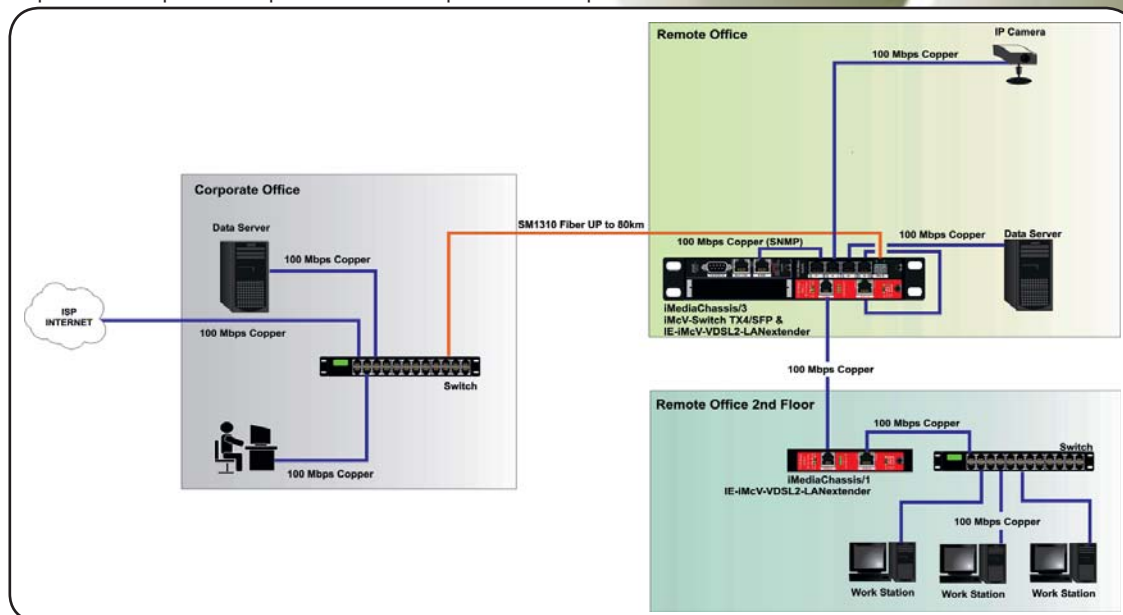 Remote Office
IP Camera
100 Mbps Copper
Corporate Office
Data Server
SM1310 Fiber UP to 80km
100 Mbps Copper (SNMP)
100 Mbps Copper
Data Server
100 Mbps Copper
ISP
INTERNET
100 Mbps Copper
iMediaChassis/3
iMcV-Switch TX4/SFP &
IE-iMcV-VDSL2-LANextender
Switch
100 Mbps Copper
Remote Office 2nd Floor
100 Mbps Copper
Switch
100 Mbps Copper
iMediaChassis/1
IE-iMcV-VDSL2-LANextender
100 Mbps Copper
Work Station
Work Station
Work Station